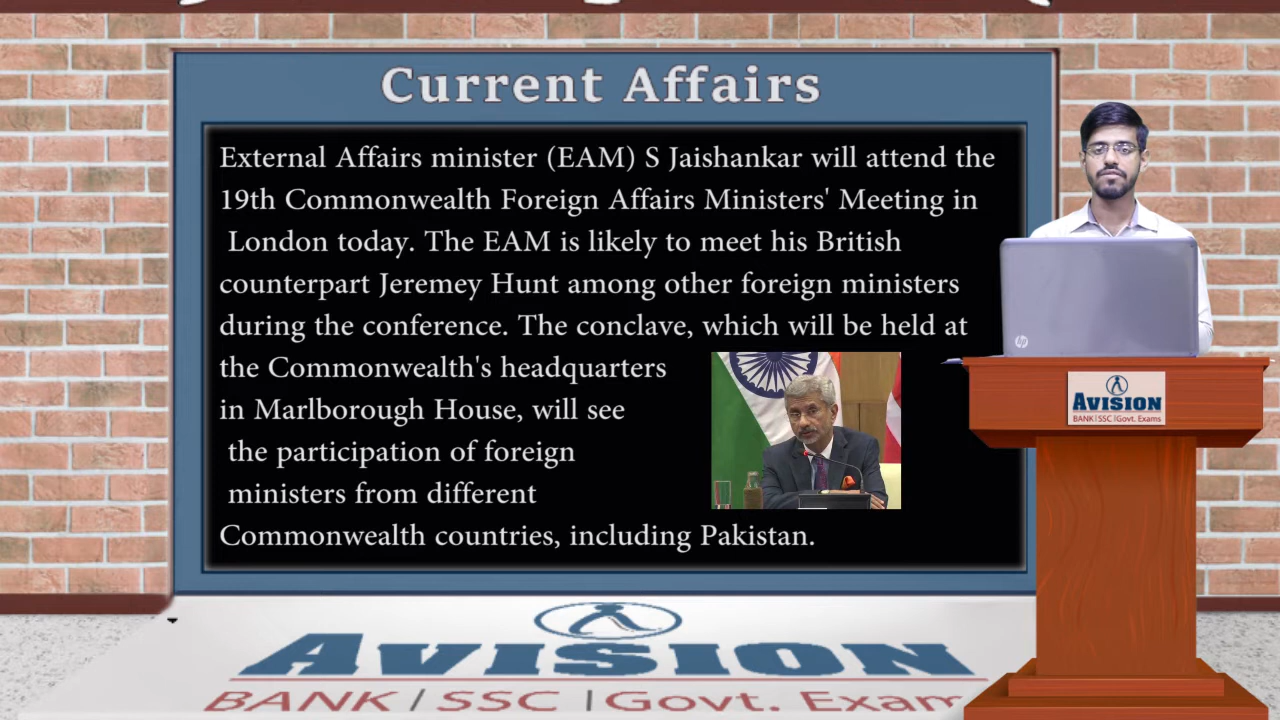 Current Affairs
External Affairs minister (EAM) S Jaishankar will attend the
19th Commonwealth Foreign Affairs Ministers' Meeting in
London today. The EAM is likely to meet his British
counterpart Jeremey Hunt among other foreign ministers
during the conference. The conclave, which will be held at
the Commonwealth's headquarters
in Marlborough House, will see
the participation of foreign
ministers from different
Commonwealth countries, including Pakistan.
hp
AVISION
BANK | SSC | Govt. Exams
AVISION
BANK | SSC | Govt. Exam